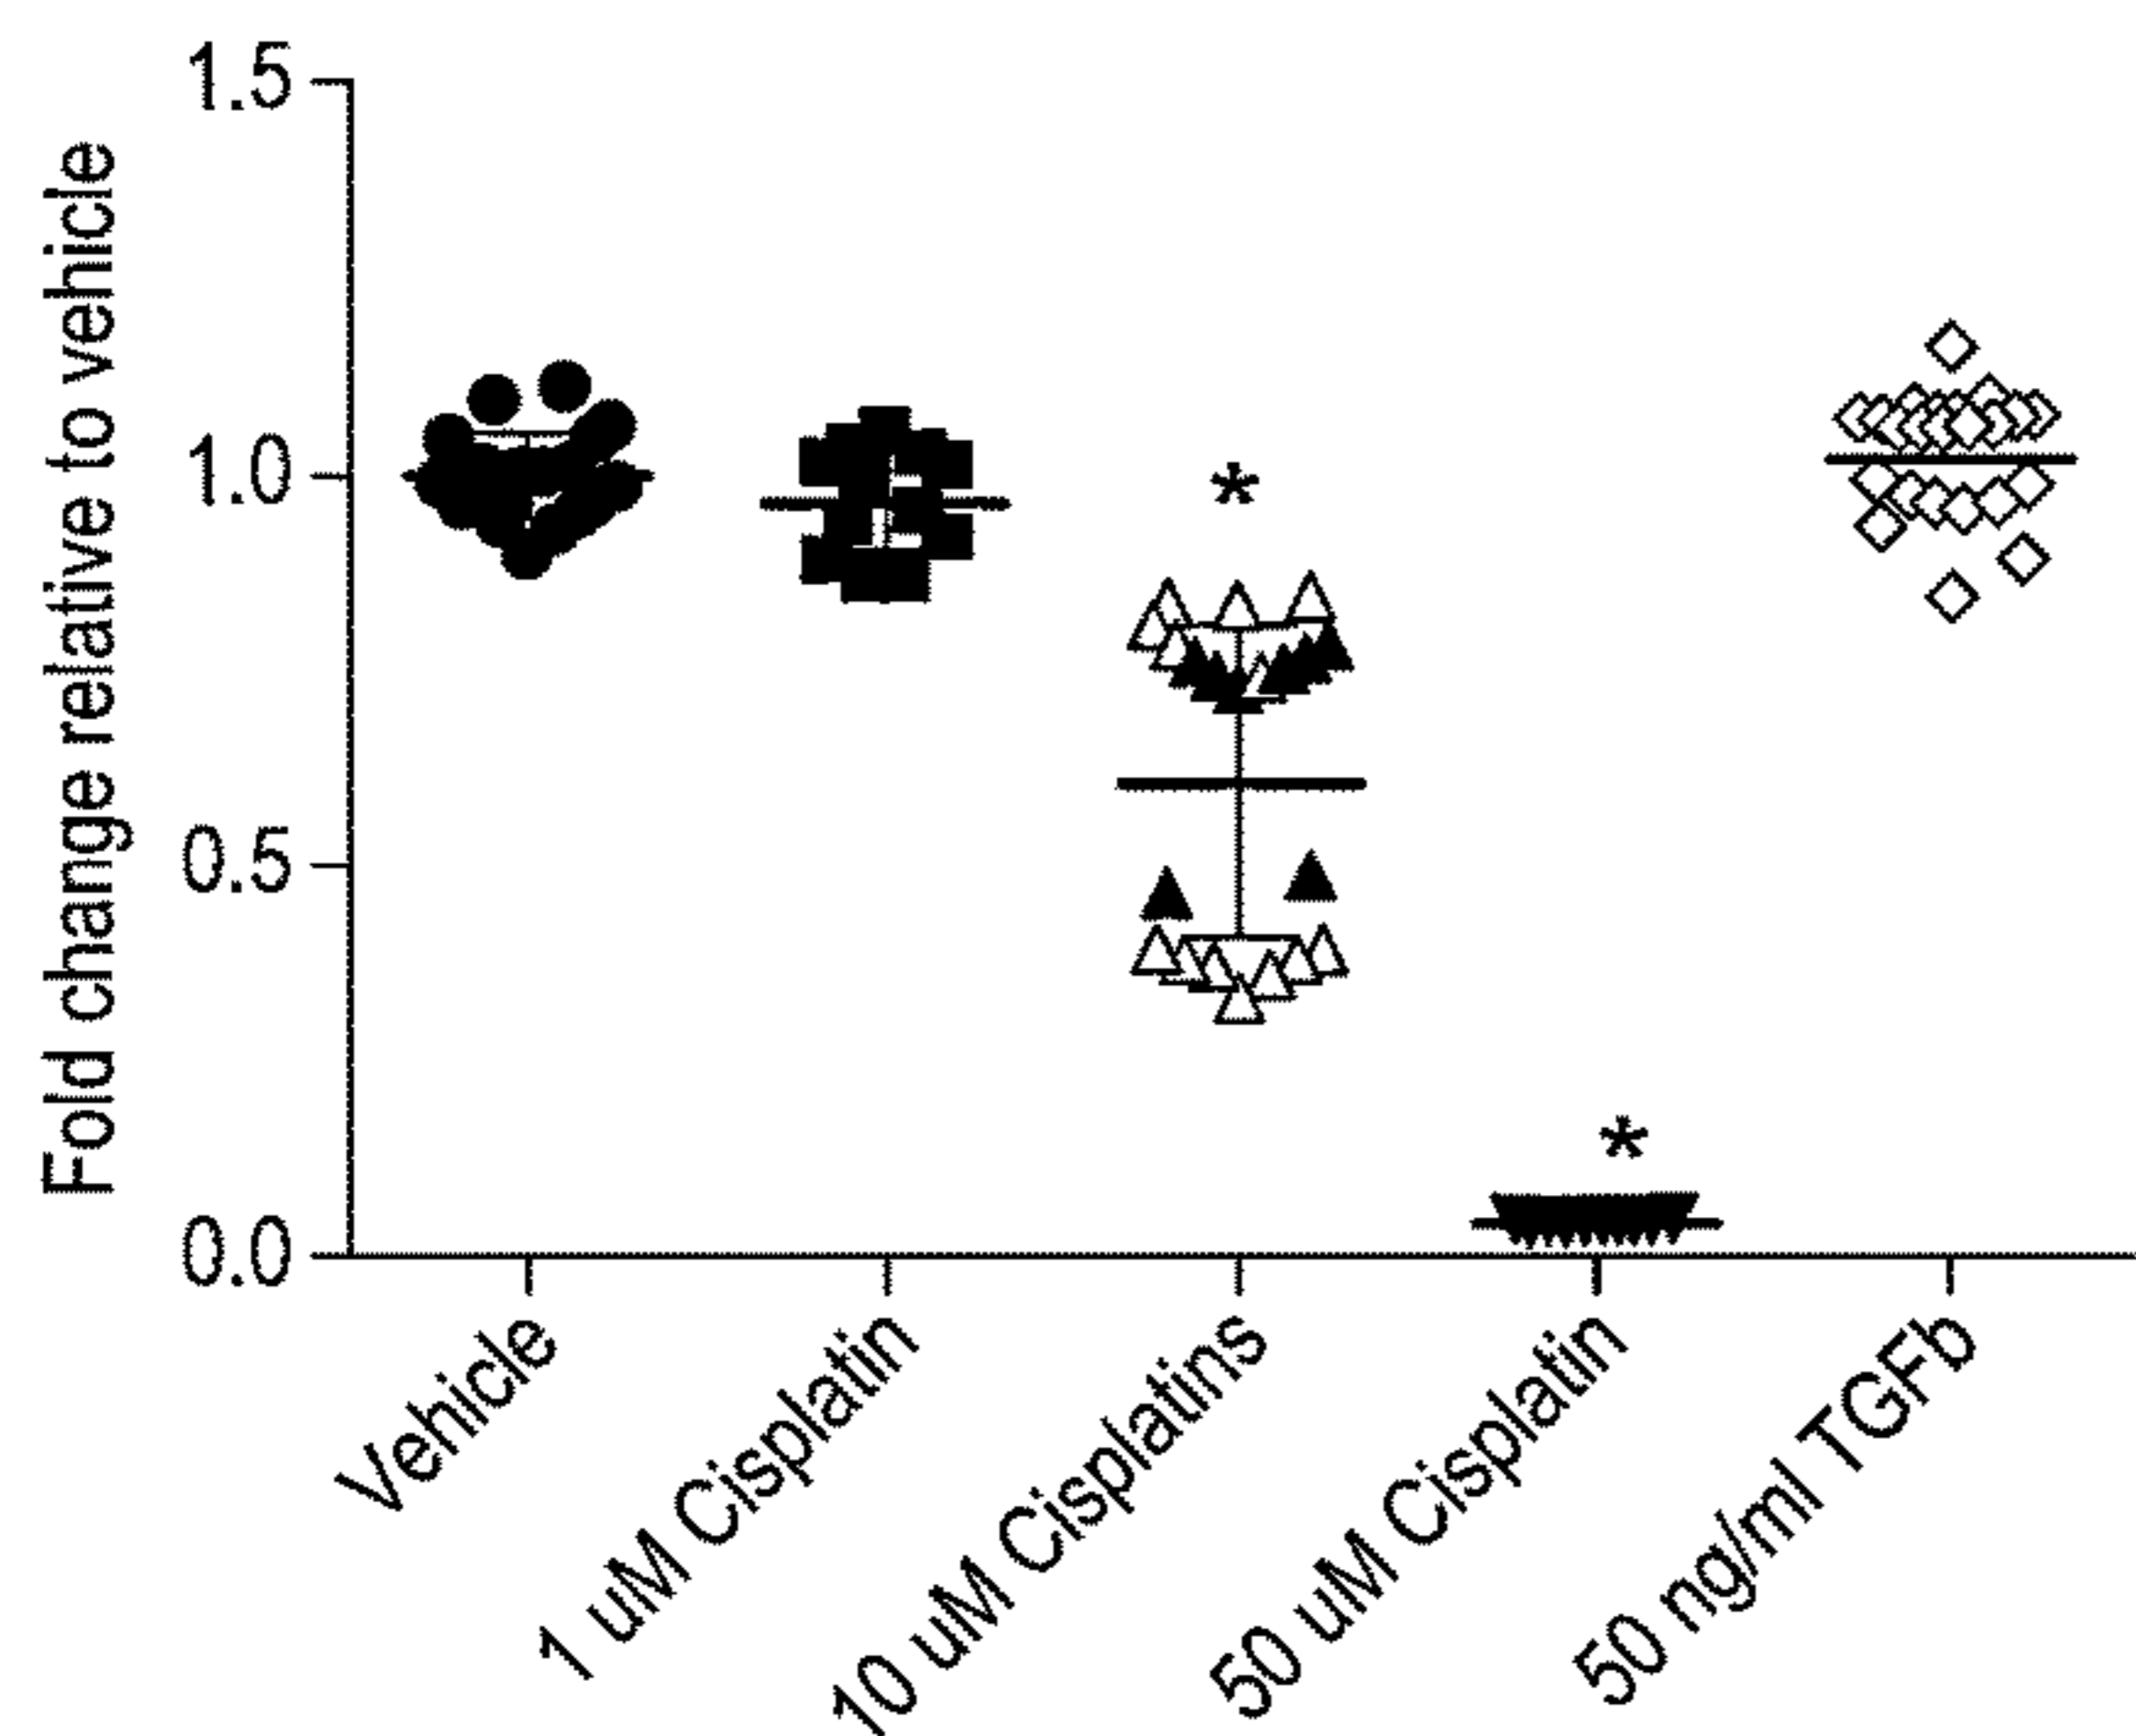 Fold change relative to vehicle
1.5
1.0
0.5
0.0
*
*
Vehicle
1 uM Cisplatin
10 uM Cisplatins
50 uM Cisplatin
50 ng/ml TGFb